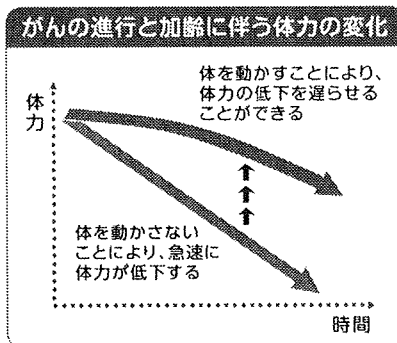 がんの進行と加齢に伴う体力の変化
体を動かすことにより、
体力の低下を遅らせる
ことができる
体力
体を動かさない
ことにより、急速に
体力が低下する
時間